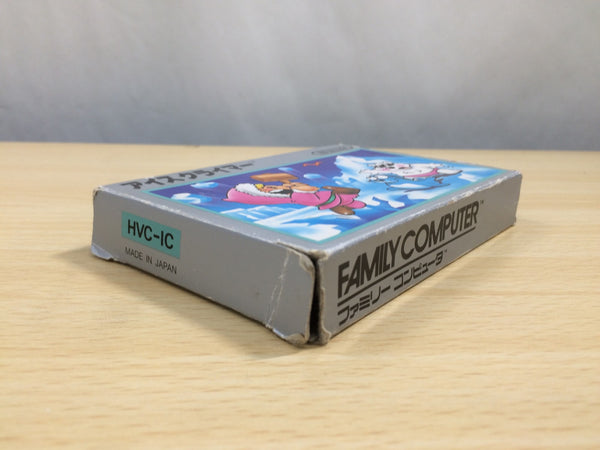 アイスクライマー
HVC-IC
MADE IN JAPAN
FAMILY COMPUTER™
ファミリー コンピュータ